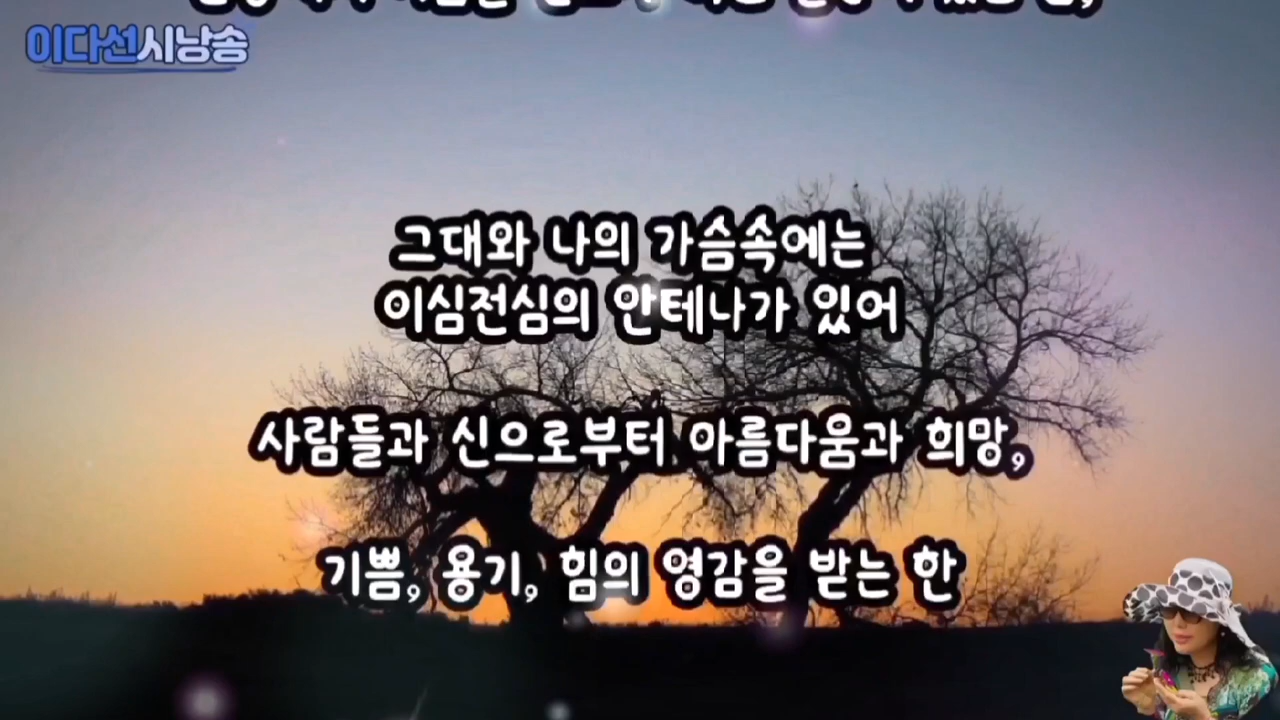 이다선시낭송
그대와 나의 가슴속에는
이심전심의 안테나가 있어
사람들과 신으로부터 아름다움과 희망,
기쁨, 용기, 힘의 영감을 받는 한